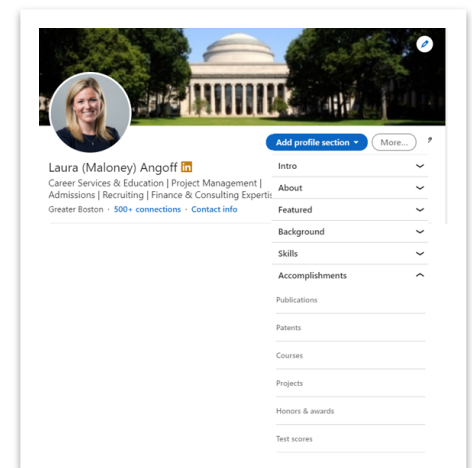 Add profile section
More...
Laura (Maloney) Angoff in
Career Services & Education | Project Management |
Admissions | Recruiting | Finance & Consulting Expertis
Greater Boston · 500+ connections · Contact info
Intro
About
Featured
Background
Skills
Accomplishments
Publications
Patents
Courses
Projects
Honors & awards
Test scores